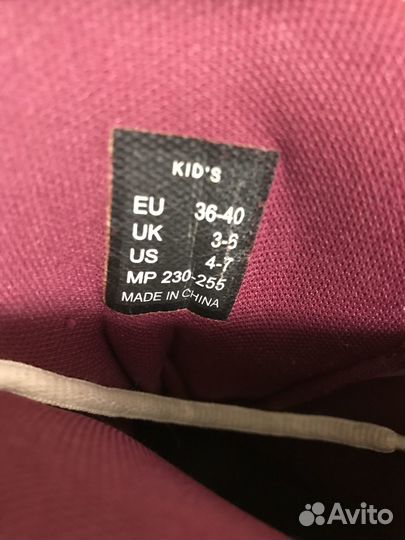 KID'S
EU 36-40
UK 3-6
US 4-7
MP 230-255
MADE IN CHINA
Avito